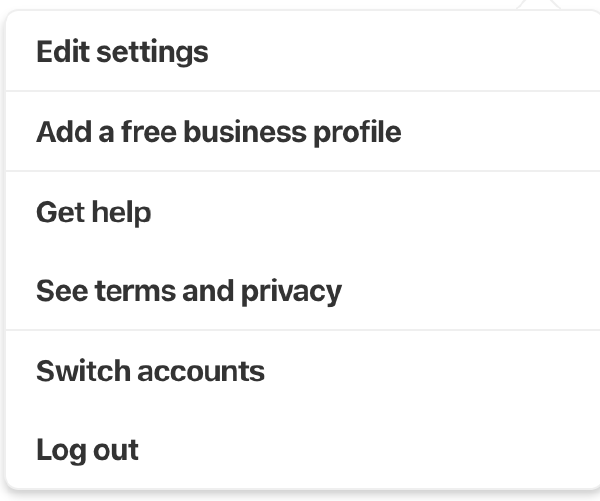 Edit settings
Add a free business profile
Get help
See terms and privacy
Switch accounts
Log out